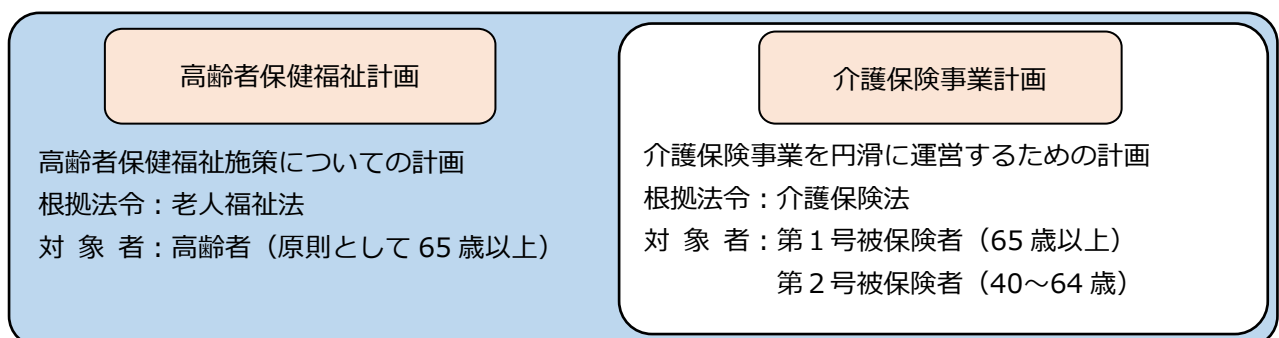 高齢者保健福祉計画
高齢者保健福祉施策についての計画
根拠法令：老人福祉法
対 象 者：高齢者（原則として 65 歳以上）
介護保険事業計画
介護保険事業を円滑に運営するための計画
根拠法令：介護保険法
対 象 者：第１号被保険者（65 歳以上）
第２号被保険者（40～64 歳）